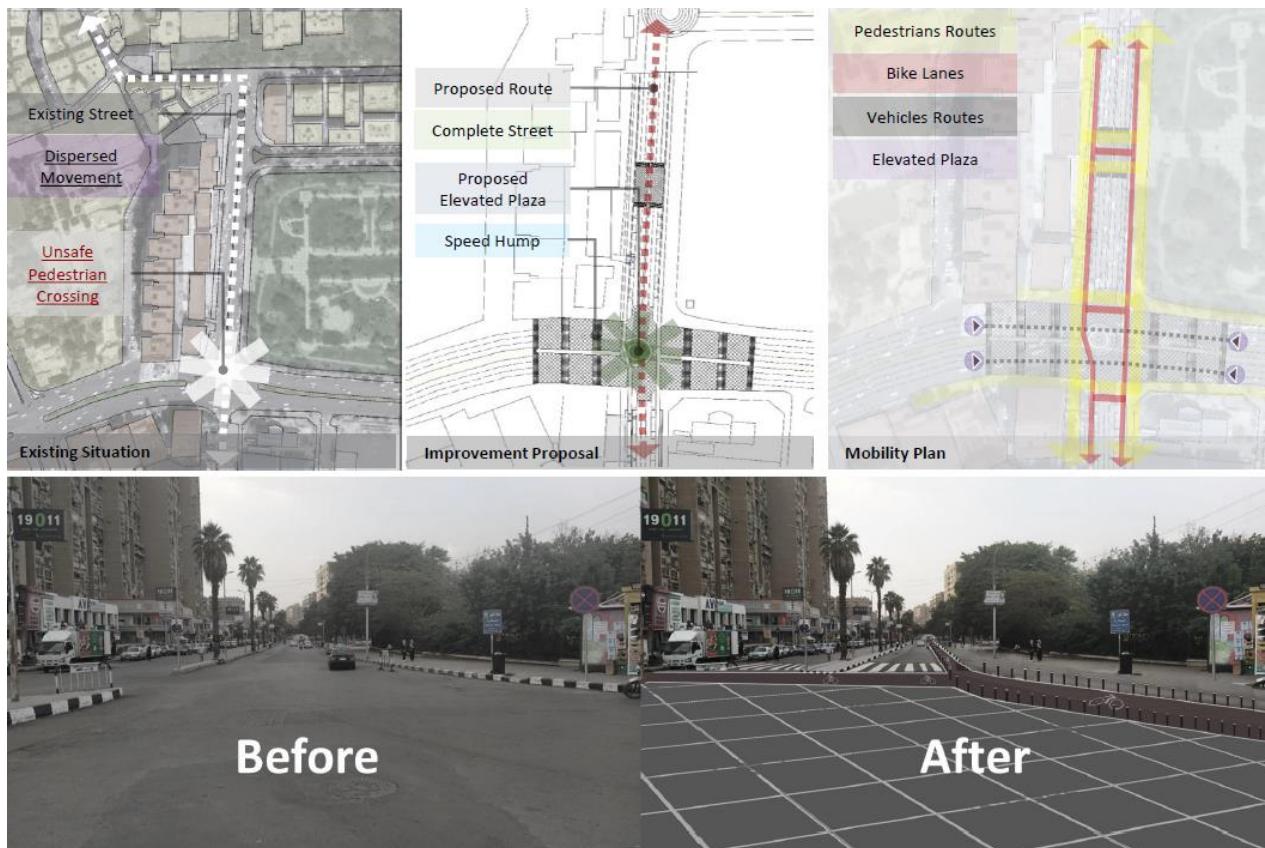 Existing Street
Dispersed
Movement
Unsafe
Pedestrian
Crossing
Existing Situation
Proposed Route
Complete Street
Proposed
Elevated Plaza
Speed Hump
Improvement Proposal
Pedestrians Routes
Bike Lanes
Vehicles Routes
Elevated Plaza
Mobility Plan
19011
Before
19011
After